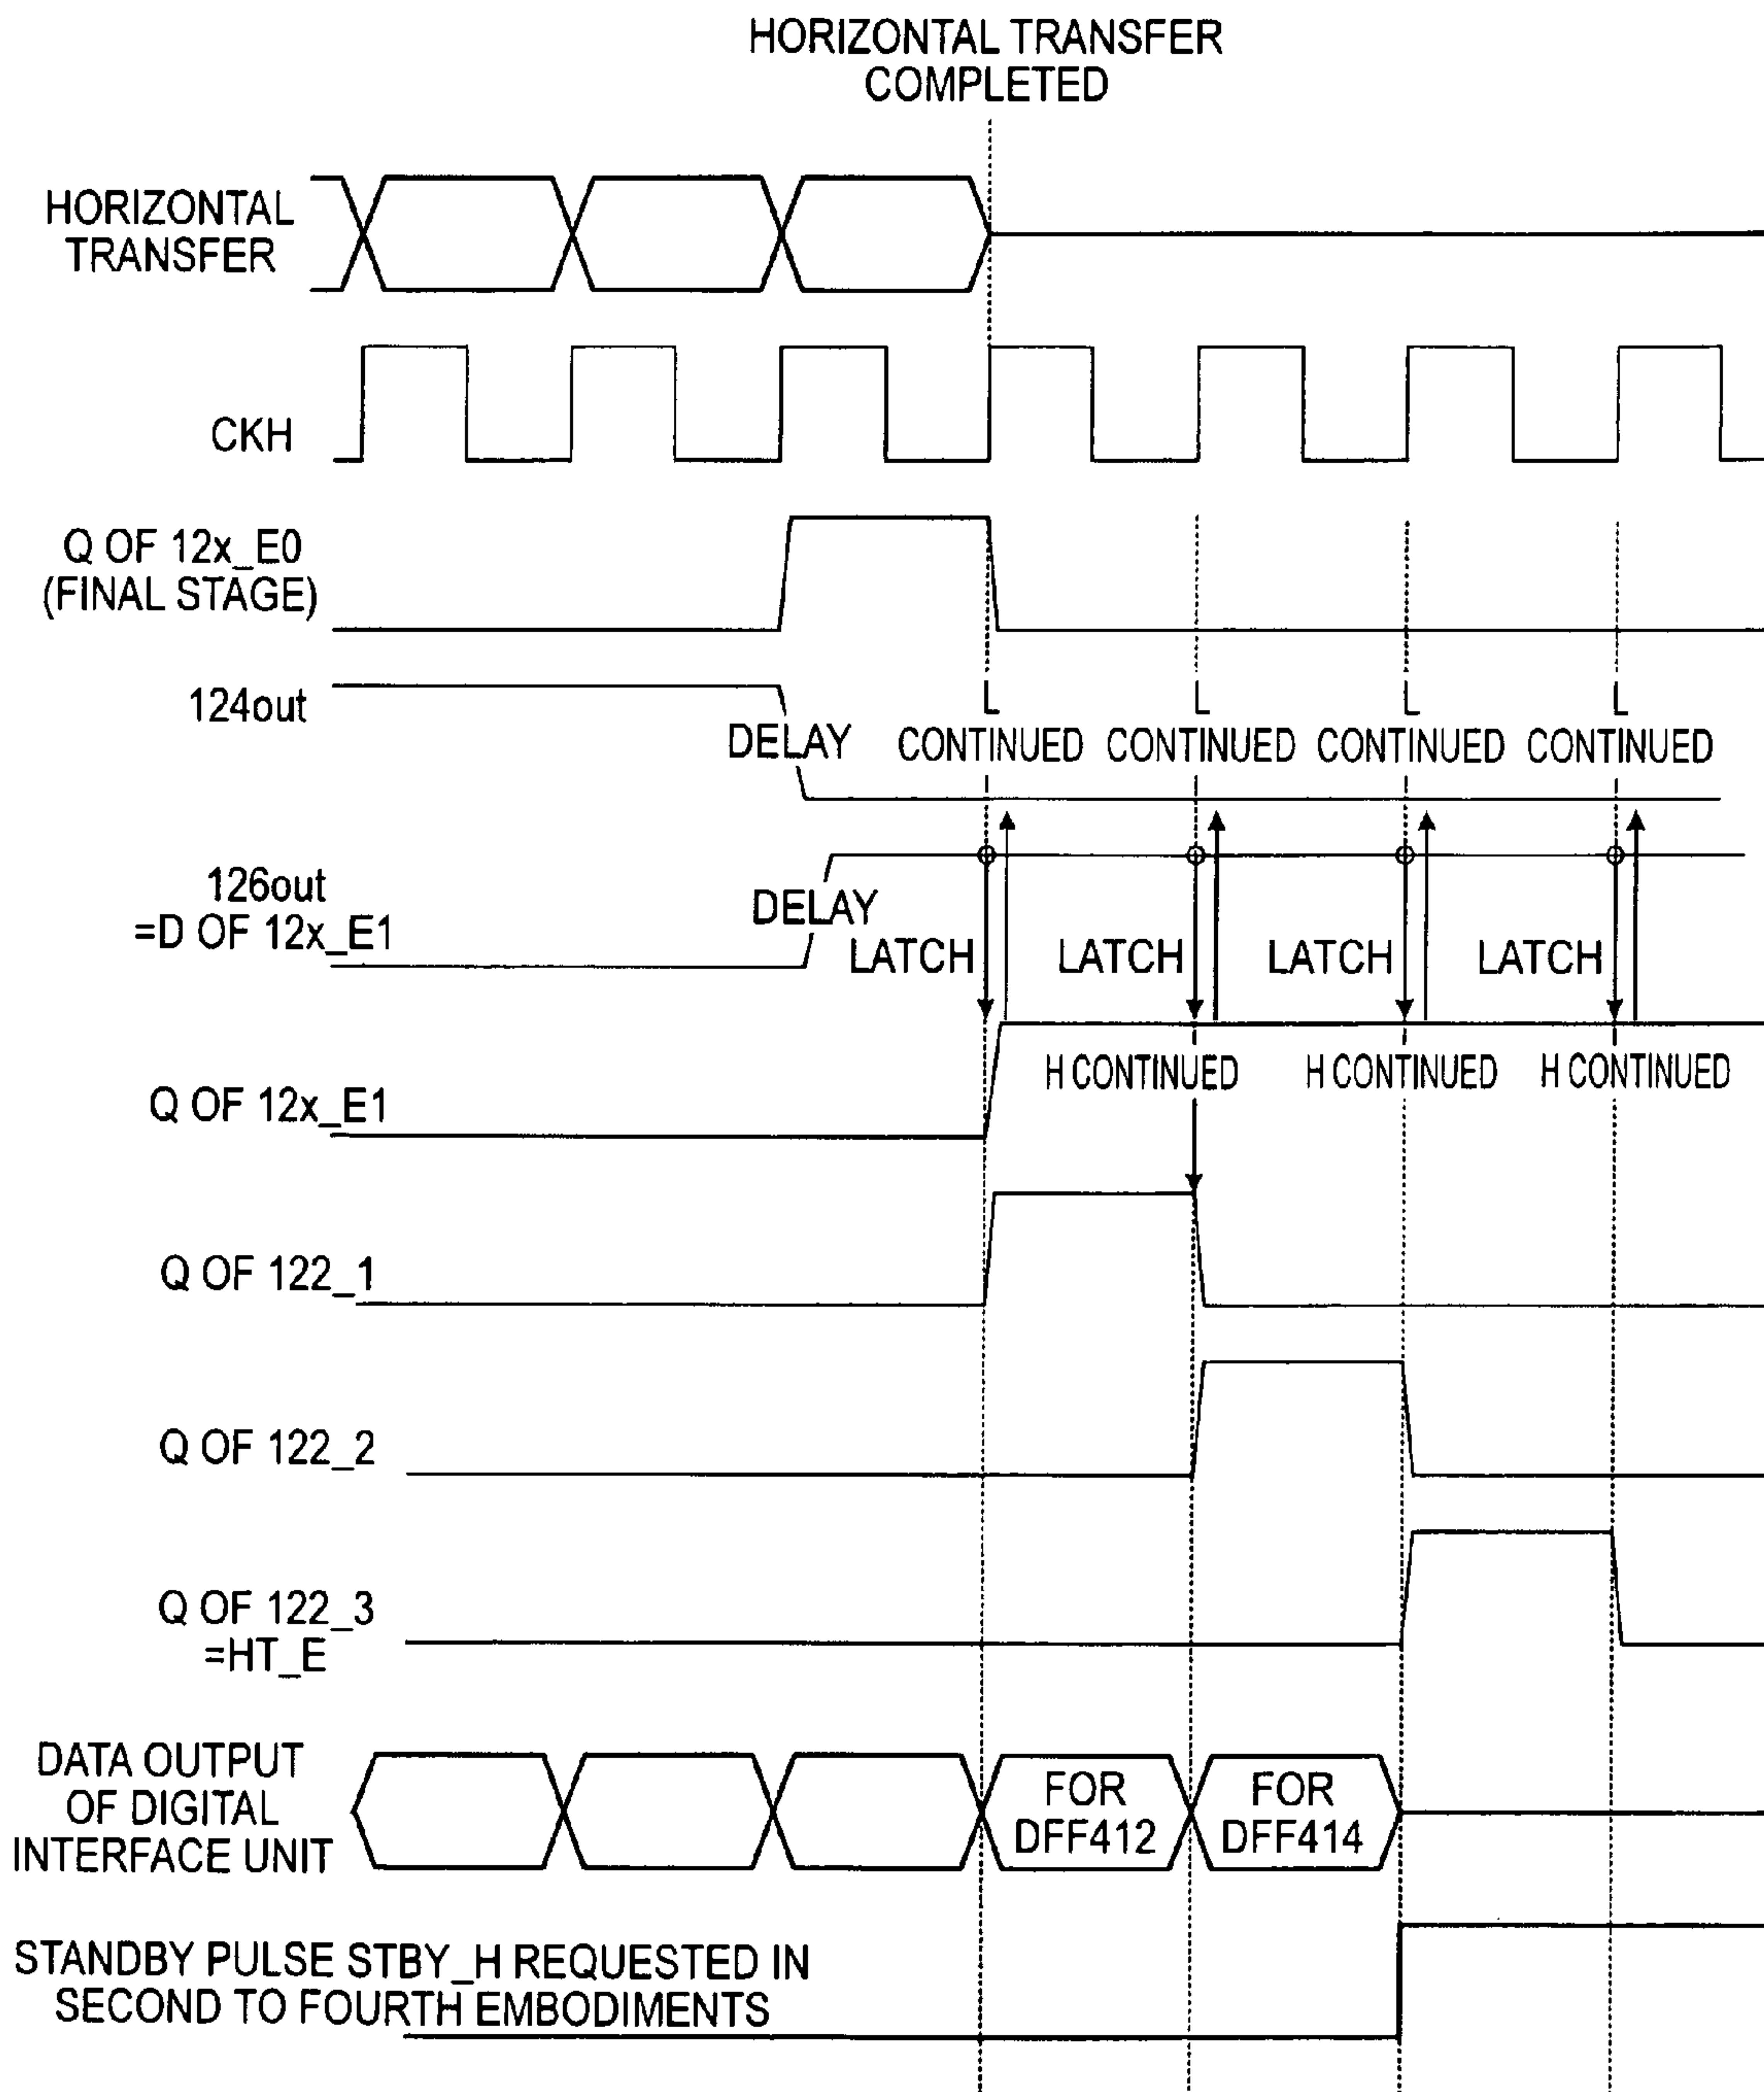 HORIZONTAL TRANSFER
COMPLETED
HORIZONTAL
TRANSFER
CKH
Q OF 12x_E0
(FINAL STAGE)
124out
DELAY
L
CONTINUED
L
CONTINUED
L
CONTINUED
L
CONTINUED
126out
=D OF 12x_E1
DELAY
LATCH
LATCH
LATCH
LATCH
H CONTINUED
H CONTINUED
H CONTINUED
Q OF 12x_E1
Q OF 122_1
Q OF 122_2
Q OF 122_3
=HT_E
DATA OUTPUT
OF DIGITAL
INTERFACE UNIT
FOR
DFF412
FOR
DFF414
STANDBY PULSE STBY_H REQUESTED IN
SECOND TO FOURTH EMBODIMENTS